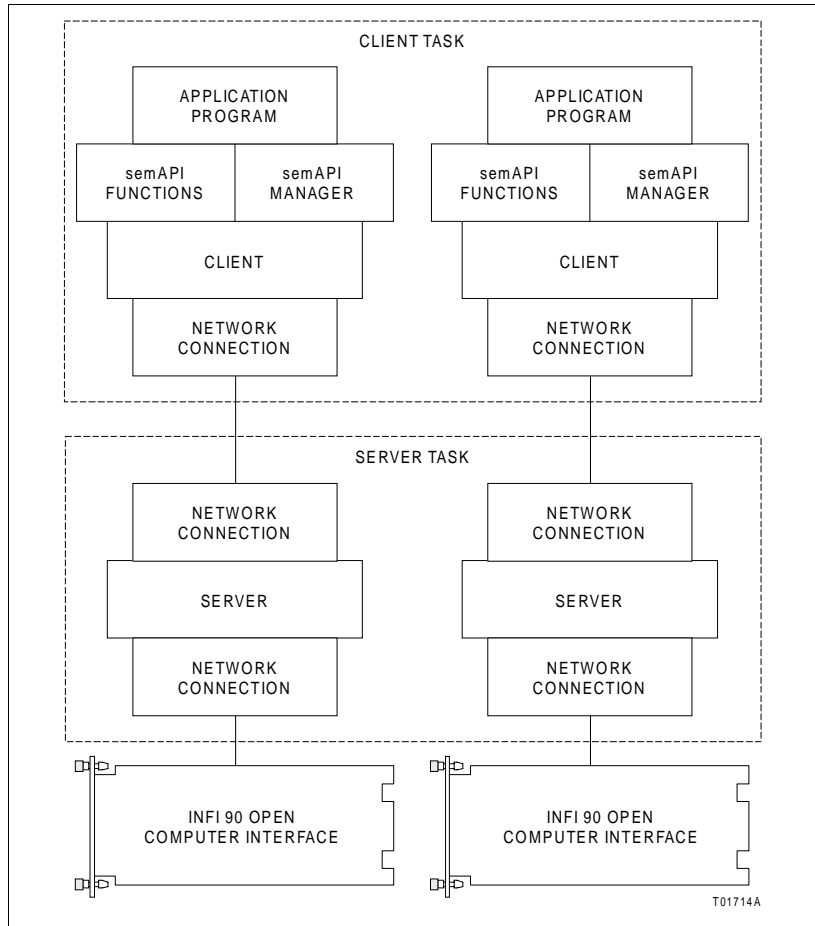 CLIENT TASK
APPLICATION
PROGRAM
semAPI
FUNCTIONS
semAPI
MANAGER
CLIENT
NETWORK
CONNECTION
APPLICATION
PROGRAM
semAPI
FUNCTIONS
semAPI
MANAGER
CLIENT
NETWORK
CONNECTION
SERVER TASK
NETWORK
CONNECTION
SERVER
NETWORK
CONNECTION
NETWORK
CONNECTION
SERVER
NETWORK
CONNECTION
INFI 90 OPEN
COMPUTER INTERFACE
INFI 90 OPEN
COMPUTER INTERFACE
T01714A